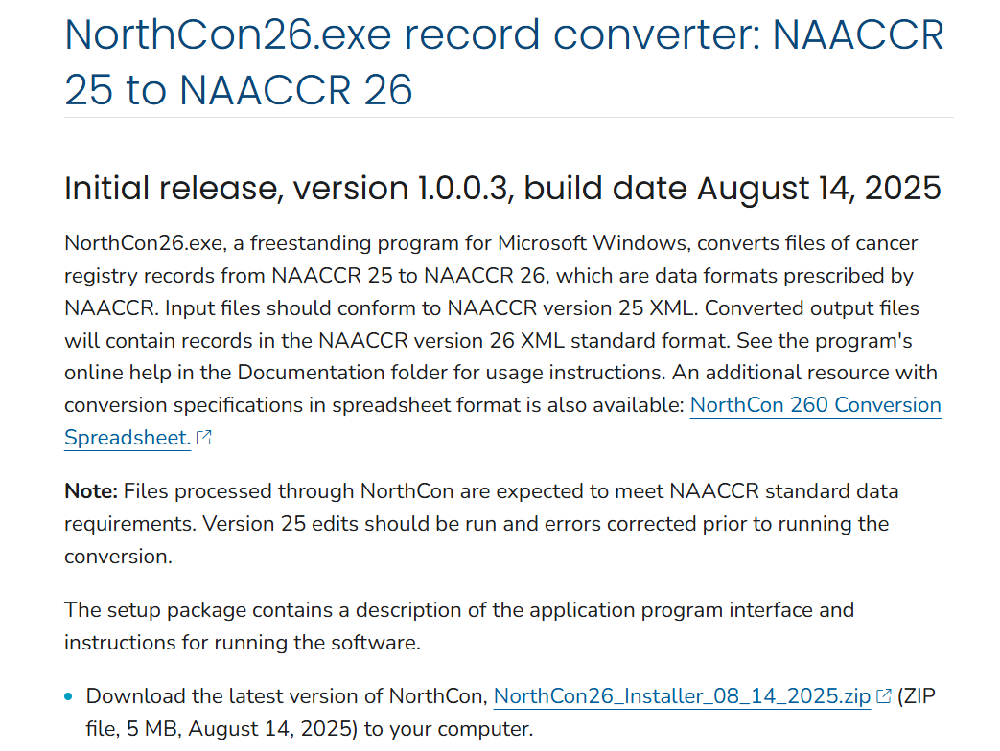 NorthCon26.exe record converter: NAACCR
25 to NAACCR 26
Initial release, version 1.0.0.3, build date August 14, 2025
NorthCon26.exe, a freestanding program for Microsoft Windows, converts files of cancer
registry records from NAACCR 25 to NAACCR 26, which are data formats prescribed by
NAACCR. Input files should conform to NAACCR version 25 XML. Converted output files
will contain records in the NAACCR version 26 XML standard format. See the program's
online help in the Documentation folder for usage instructions. An additional resource with
conversion specifications in spreadsheet format is also available: NorthCon 260 Conversion
Spreadsheet.
Note: Files processed through NorthCon are expected to meet NAACCR standard data
requirements. Version 25 edits should be run and errors corrected prior to running the
conversion.
The setup package contains a description of the application program interface and
instructions for running the software.
• Download the latest version of NorthCon, NorthCon26_Installer_08_14_2025.zip (ZIP
file, 5 MB, August 14, 2025) to your computer.